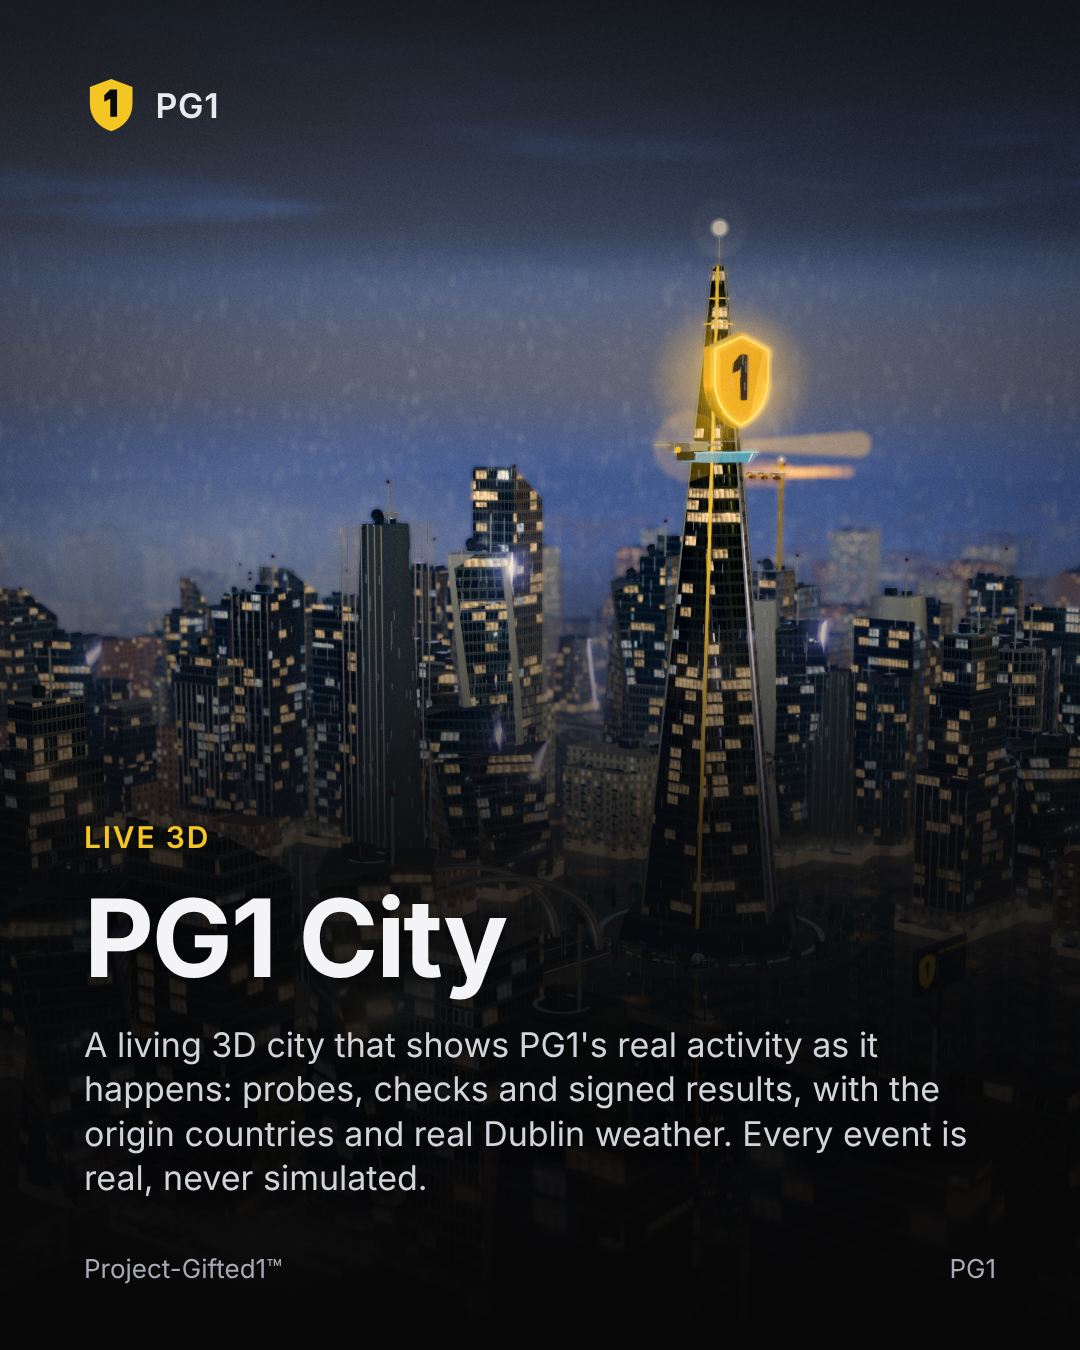 1 PG1
1
LIVE 3D
PG1 City
A living 3D city that shows PG1's real activity as it
happens: probes, checks and signed results, with the
origin countries and real Dublin weather. Every event is
real, never simulated.
Project-Gifted1™ PG1